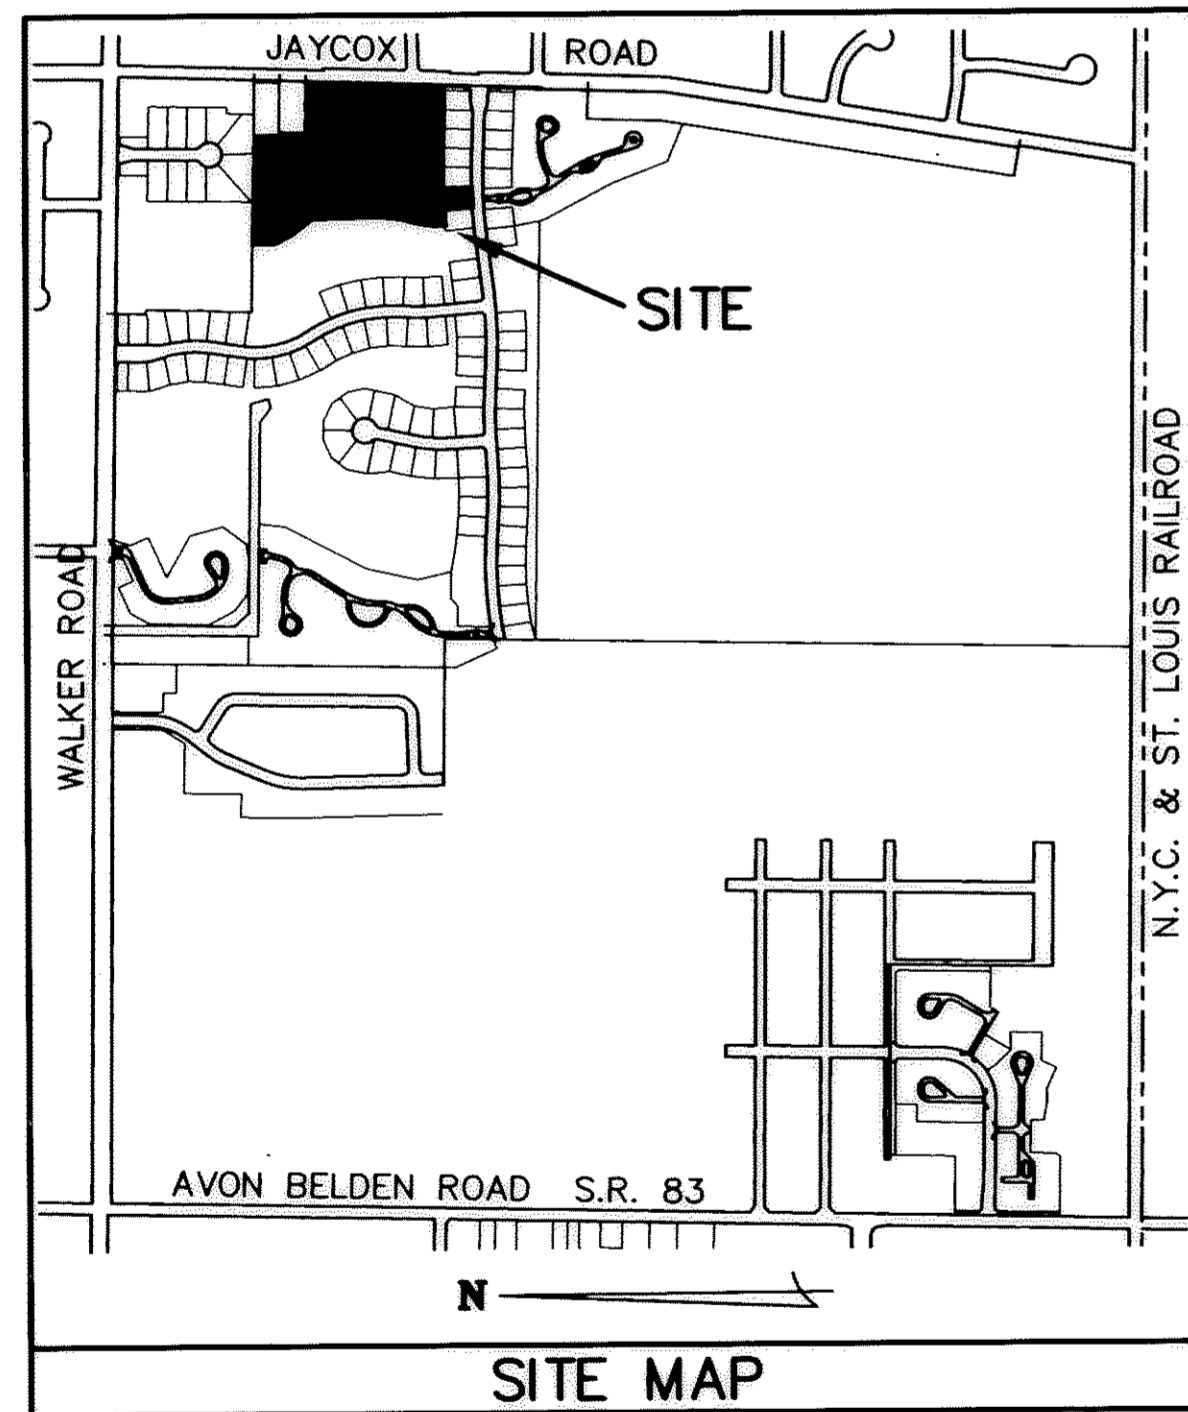 JAYCOX ROAD
SITE
WALKER ROAD
N.Y.C. & ST. LOUIS RAILROAD
AVON BELDEN ROAD S.R. 83
N
SITE MAP